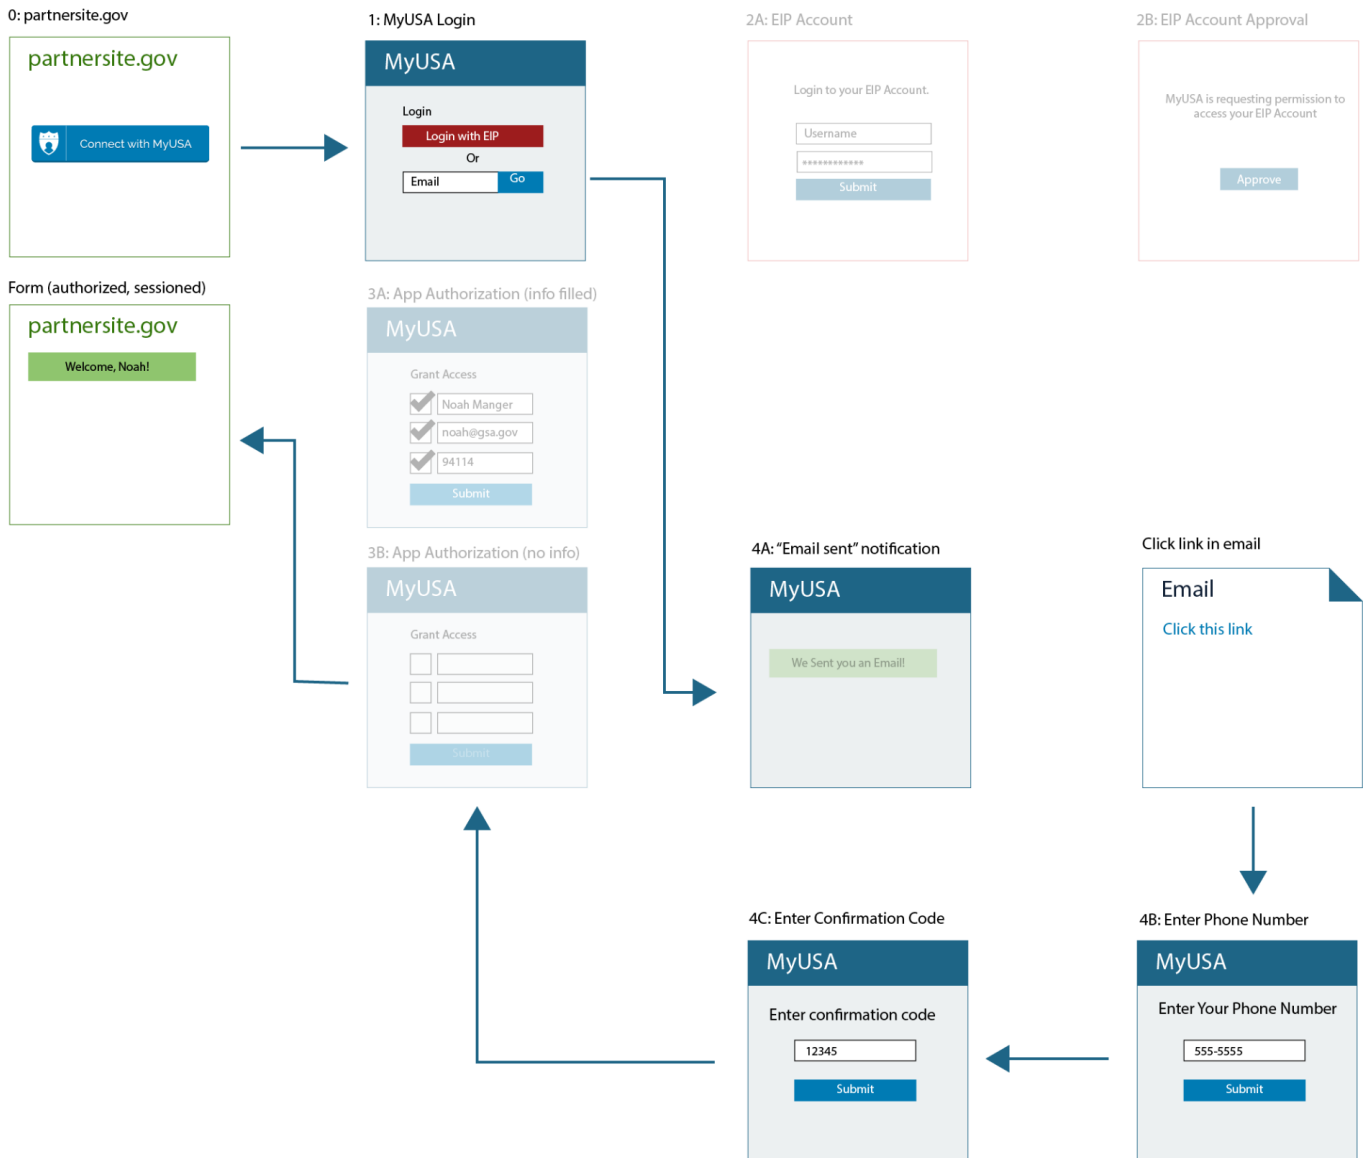 0: partnersite.gov
partnersite.gov
Connect with MyUSA
1: MyUSA Login
MyUSA
Login
Login with EIP
Or
Email
Go
2A: EIP Account
Login to your EIP Account.
Username
************
Submit
2B: EIP Account Approval
MyUSA is requesting permission to
access your EIP Account
Approve
Form (authorized, sessioned)
partnersite.gov
Welcome, Noah!
3A: App Authorization (info filled)
MyUSA
Grant Access
Noah Manger
noah@gsa.gov
94114
Submit
3B: App Authorization (no info)
MyUSA
Grant Access
Submit
4A: “Email sent” notification
MyUSA
We Sent you an Email!
Click link in email
Email
Click this link
4C: Enter Confirmation Code
MyUSA
Enter confirmation code
12345
Submit
4B: Enter Phone Number
MyUSA
Enter Your Phone Number
555-5555
Submit